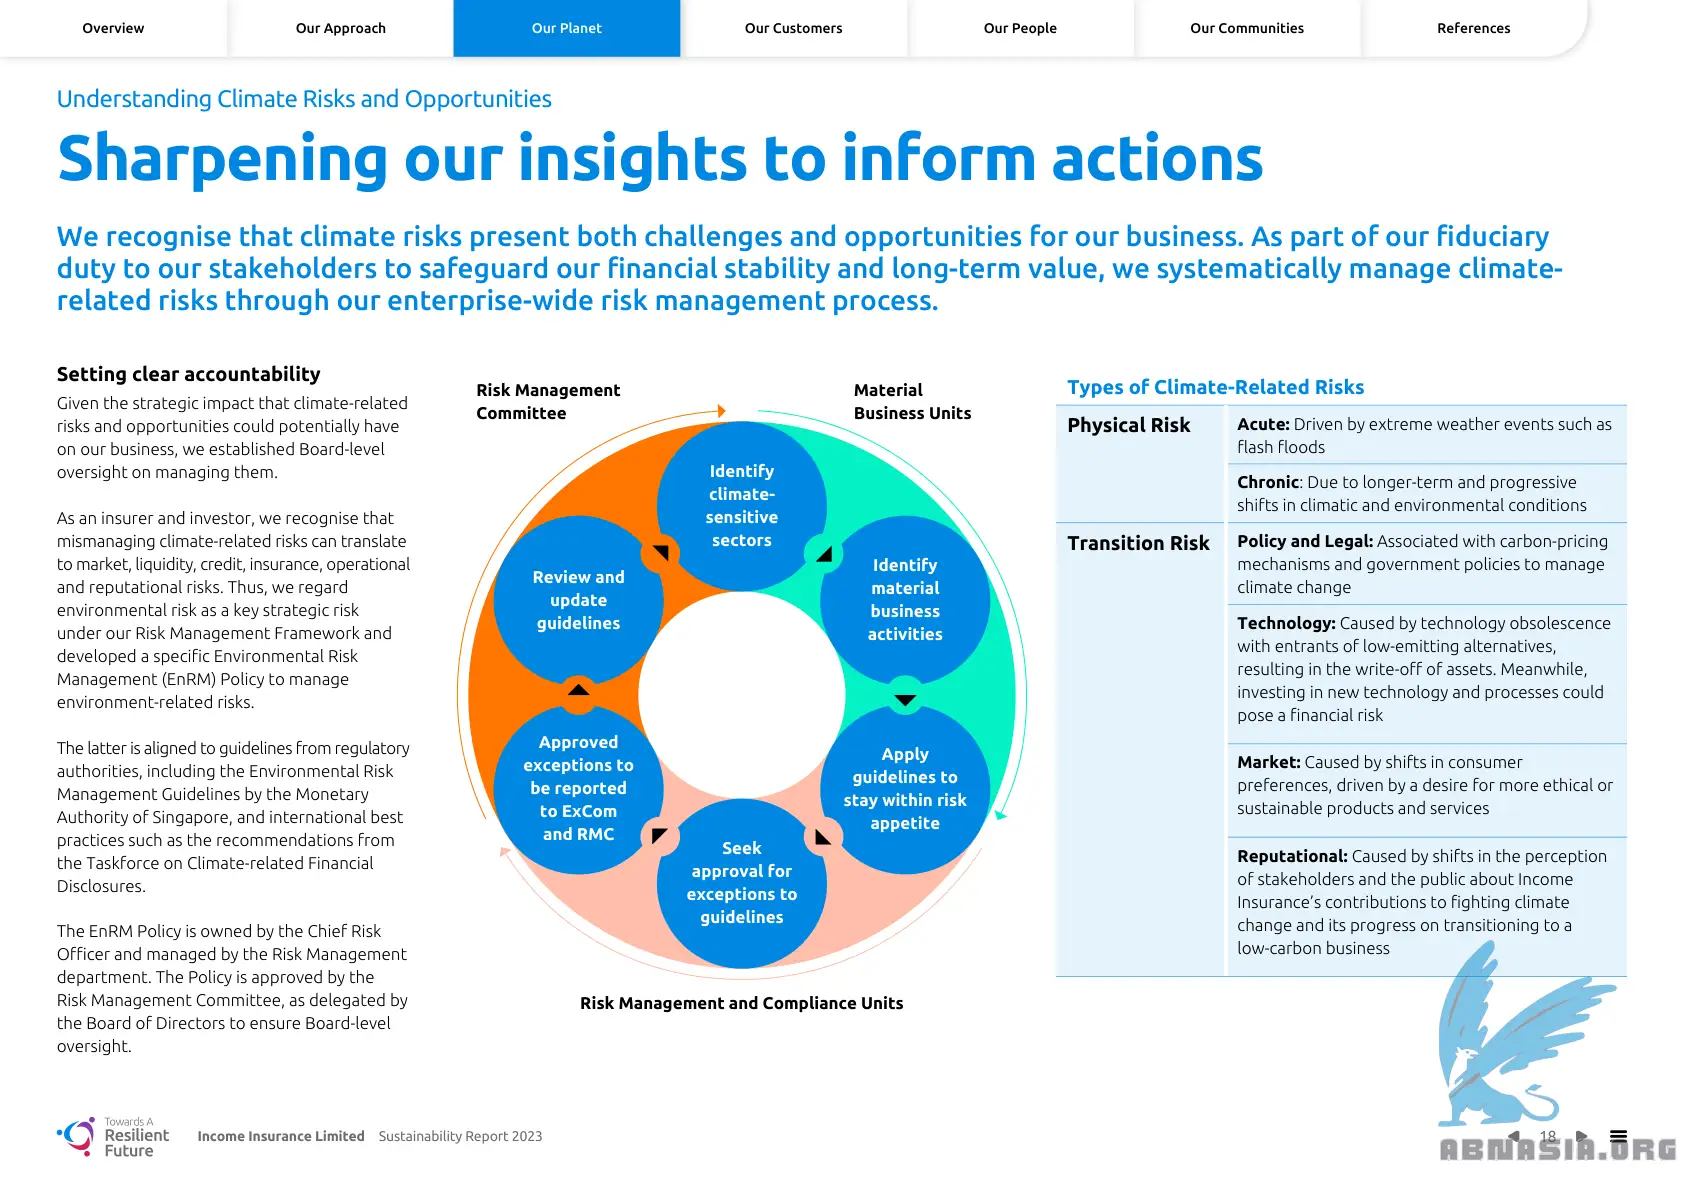 Overview
Our Approach
Our Planet
Our Customers
Our People
Our Communities
References
Understanding Climate Risks and Opportunities
Sharpening our insights to inform actions
We recognise that climate risks present both challenges and opportunities for our business. As part of our fiduciary
duty to our stakeholders to safeguard our financial stability and long-term value, we systematically manage climate-
related risks through our enterprise-wide risk management process.
Setting clear accountability
Given the strategic impact that climate-related
risks and opportunities could potentially have
on our business, we established Board-level
oversight on managing them.
As an insurer and investor, we recognise that
mismanaging climate-related risks can translate
to market, liquidity, credit, insurance, operational
and reputational risks. Thus, we regard
environmental risk as a key strategic risk
under our Risk Management Framework and
developed a specific Environmental Risk
Management (EnRM) Policy to manage
environment-related risks.
The latter is aligned to guidelines from regulatory
authorities, including the Environmental Risk
Management Guidelines by the Monetary
Authority of Singapore, and international best
practices such as the recommendations from
the Taskforce on Climate-related Financial
Disclosures.
The EnRM Policy is owned by the Chief Risk
Officer and managed by the Risk Management
department. The Policy is approved by the
Risk Management Committee, as delegated by
the Board of Directors to ensure Board-level
oversight.
Risk Management
Committee
Material
Business Units
Identify
climate-
sensitive
sectors
Identify
material
business
activities
Apply
guidelines to
stay within risk
appetite
Seek
approval for
exceptions to
guidelines
Approved
exceptions to
be reported
to ExCom
and RMC
Review and
update
guidelines
Risk Management and Compliance Units
Types of Climate-Related Risks
Physical Risk
Acute: Driven by extreme weather events such as
flash floods
Chronic: Due to longer-term and progressive
shifts in climatic and environmental conditions
Transition Risk
Policy and Legal: Associated with carbon-pricing
mechanisms and government policies to manage
climate change
Technology: Caused by technology obsolescence
with entrants of low-emitting alternatives,
resulting in the write-off of assets. Meanwhile,
investing in new technology and processes could
pose a financial risk
Market: Caused by shifts in consumer
preferences, driven by a desire for more ethical or
sustainable products and services
Reputational: Caused by shifts in the perception
of stakeholders and the public about Income
Insurance's contributions to fighting climate
change and its progress on transitioning to a
low-carbon business
Towards A
Resilient
Future
Income Insurance Limited Sustainability Report 2023
18
ABNASIA.ORG